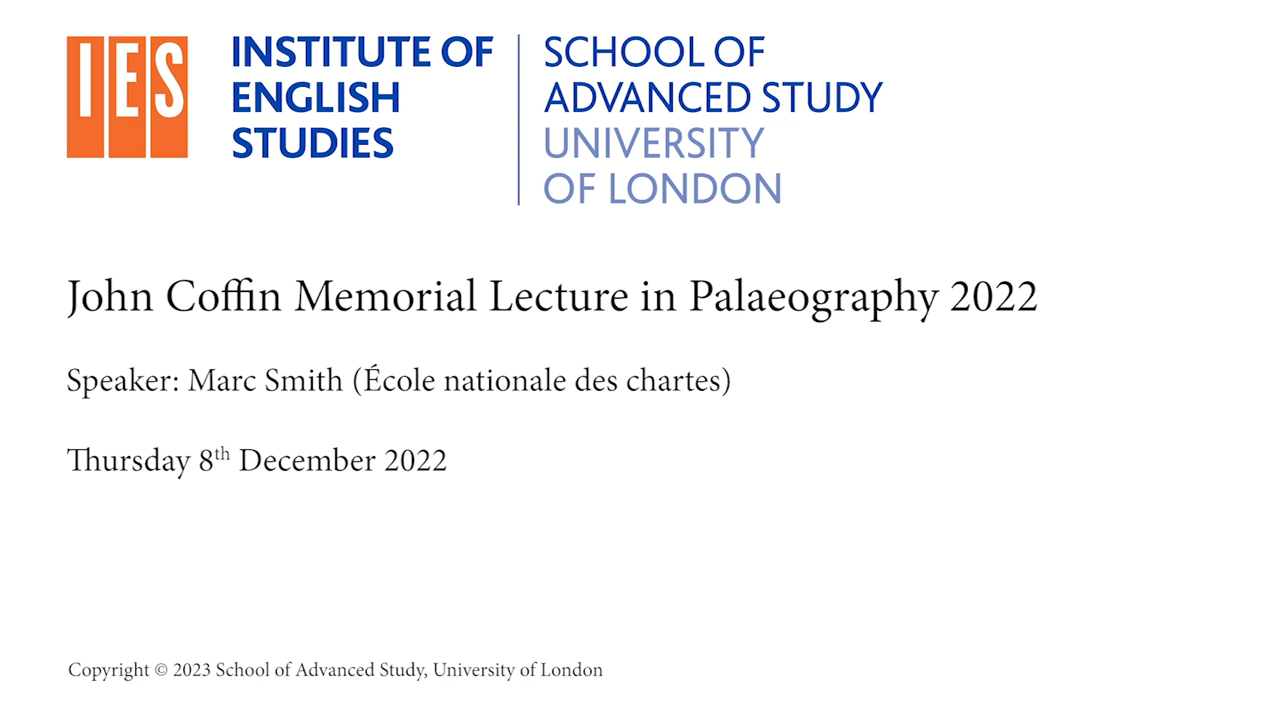 IES
INSTITUTE OF
ENGLISH
STUDIES
SCHOOL OF
ADVANCED STUDY
UNIVERSITY
OF LONDON
John Coffin Memorial Lecture in Palaeography 2022
Speaker: Marc Smith (École nationale des chartes)
Thursday 8th December 2022
Copyright © 2023 School of Advanced Study, University of London